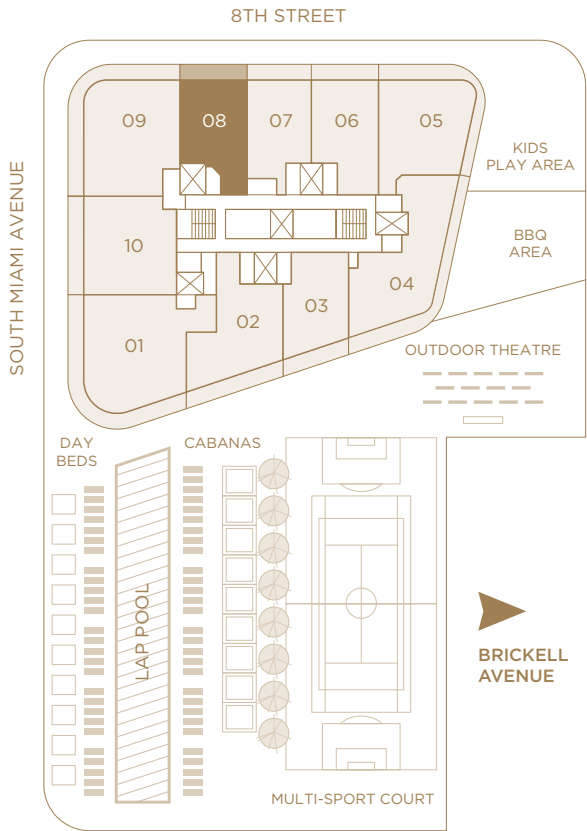 8TH STREET
SOUTH MIAMI AVENUE
09
08
07
06
05
KIDS
PLAY AREA
10
BBQ
AREA
04
01
02
03
OUTDOOR THEATRE
DAY
BEDS
CABANAS
LAP POOL
BRICKELL
AVENUE
MULTI-SPORT COURT